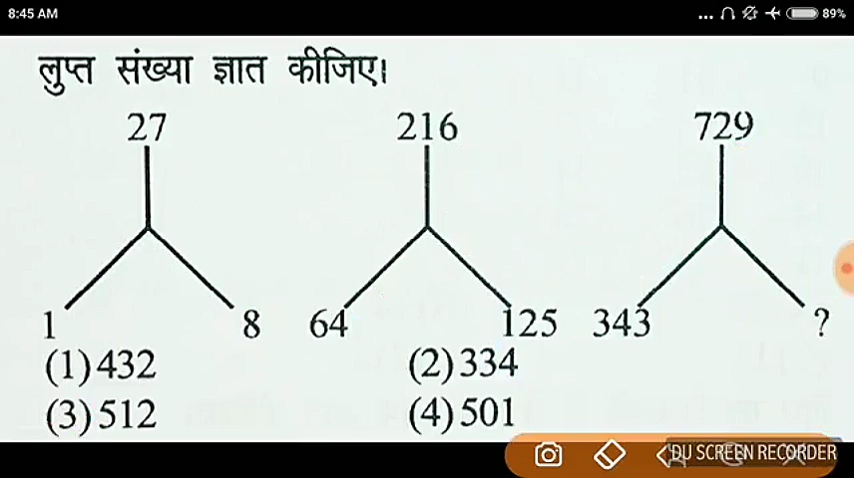 8:45 AM ... 89%
लुप्त संख्या ज्ञात कीजिए।
27 216 729
1 8 64 125 343 ?
(1) 432 (2) 334
(3) 512 (4) 501
DU SCREEN RECORDER